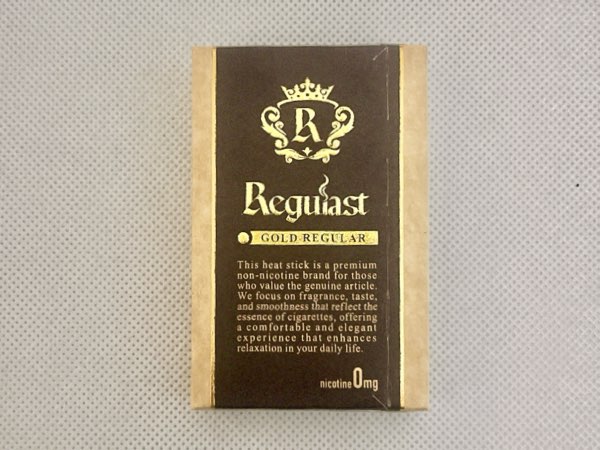 R
Regulast
GOLD REGULAR
This heat stick is a premium
non-nicotine brand for those
who value the genuine article.
We focus on fragrance, taste,
and smoothness that reflect the
essence of cigarettes, offering
a comfortable and elegant
experience that enhances
relaxation in your daily life.
nicotine 0mg